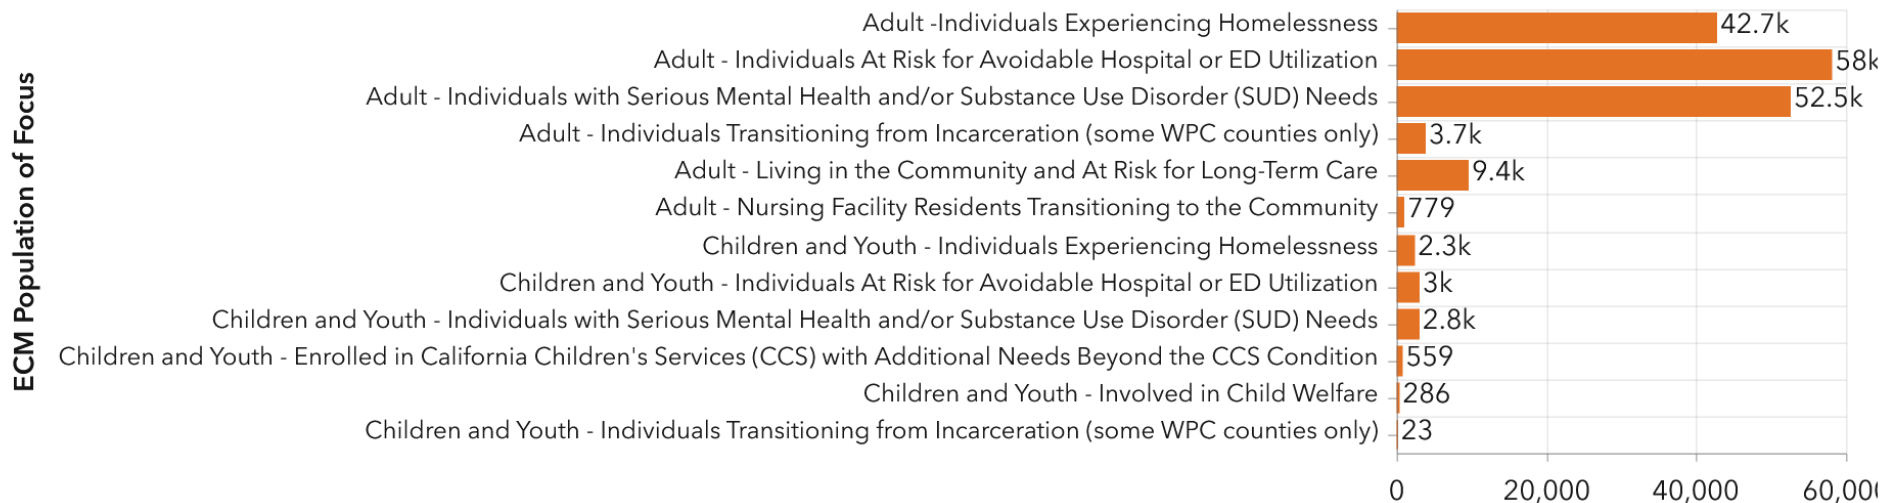 ECM Population of Focus
Adult -Individuals Experiencing Homelessness 42.7k
Adult - Individuals At Risk for Avoidable Hospital or ED Utilization 58k
Adult - Individuals with Serious Mental Health and/or Substance Use Disorder (SUD) Needs 52.5k
Adult - Individuals Transitioning from Incarceration (some WPC counties only) 3.7k
Adult - Living in the Community and At Risk for Long-Term Care 9.4k
Adult - Nursing Facility Residents Transitioning to the Community 779
Children and Youth - Individuals Experiencing Homelessness 2.3k
Children and Youth - Individuals At Risk for Avoidable Hospital or ED Utilization 3k
Children and Youth - Individuals with Serious Mental Health and/or Substance Use Disorder (SUD) Needs 2.8k
Children and Youth - Enrolled in California Children's Services (CCS) with Additional Needs Beyond the CCS Condition 559
Children and Youth - Involved in Child Welfare 286
Children and Youth - Individuals Transitioning from Incarceration (some WPC counties only) 23
0 20,000 40,000 60,000